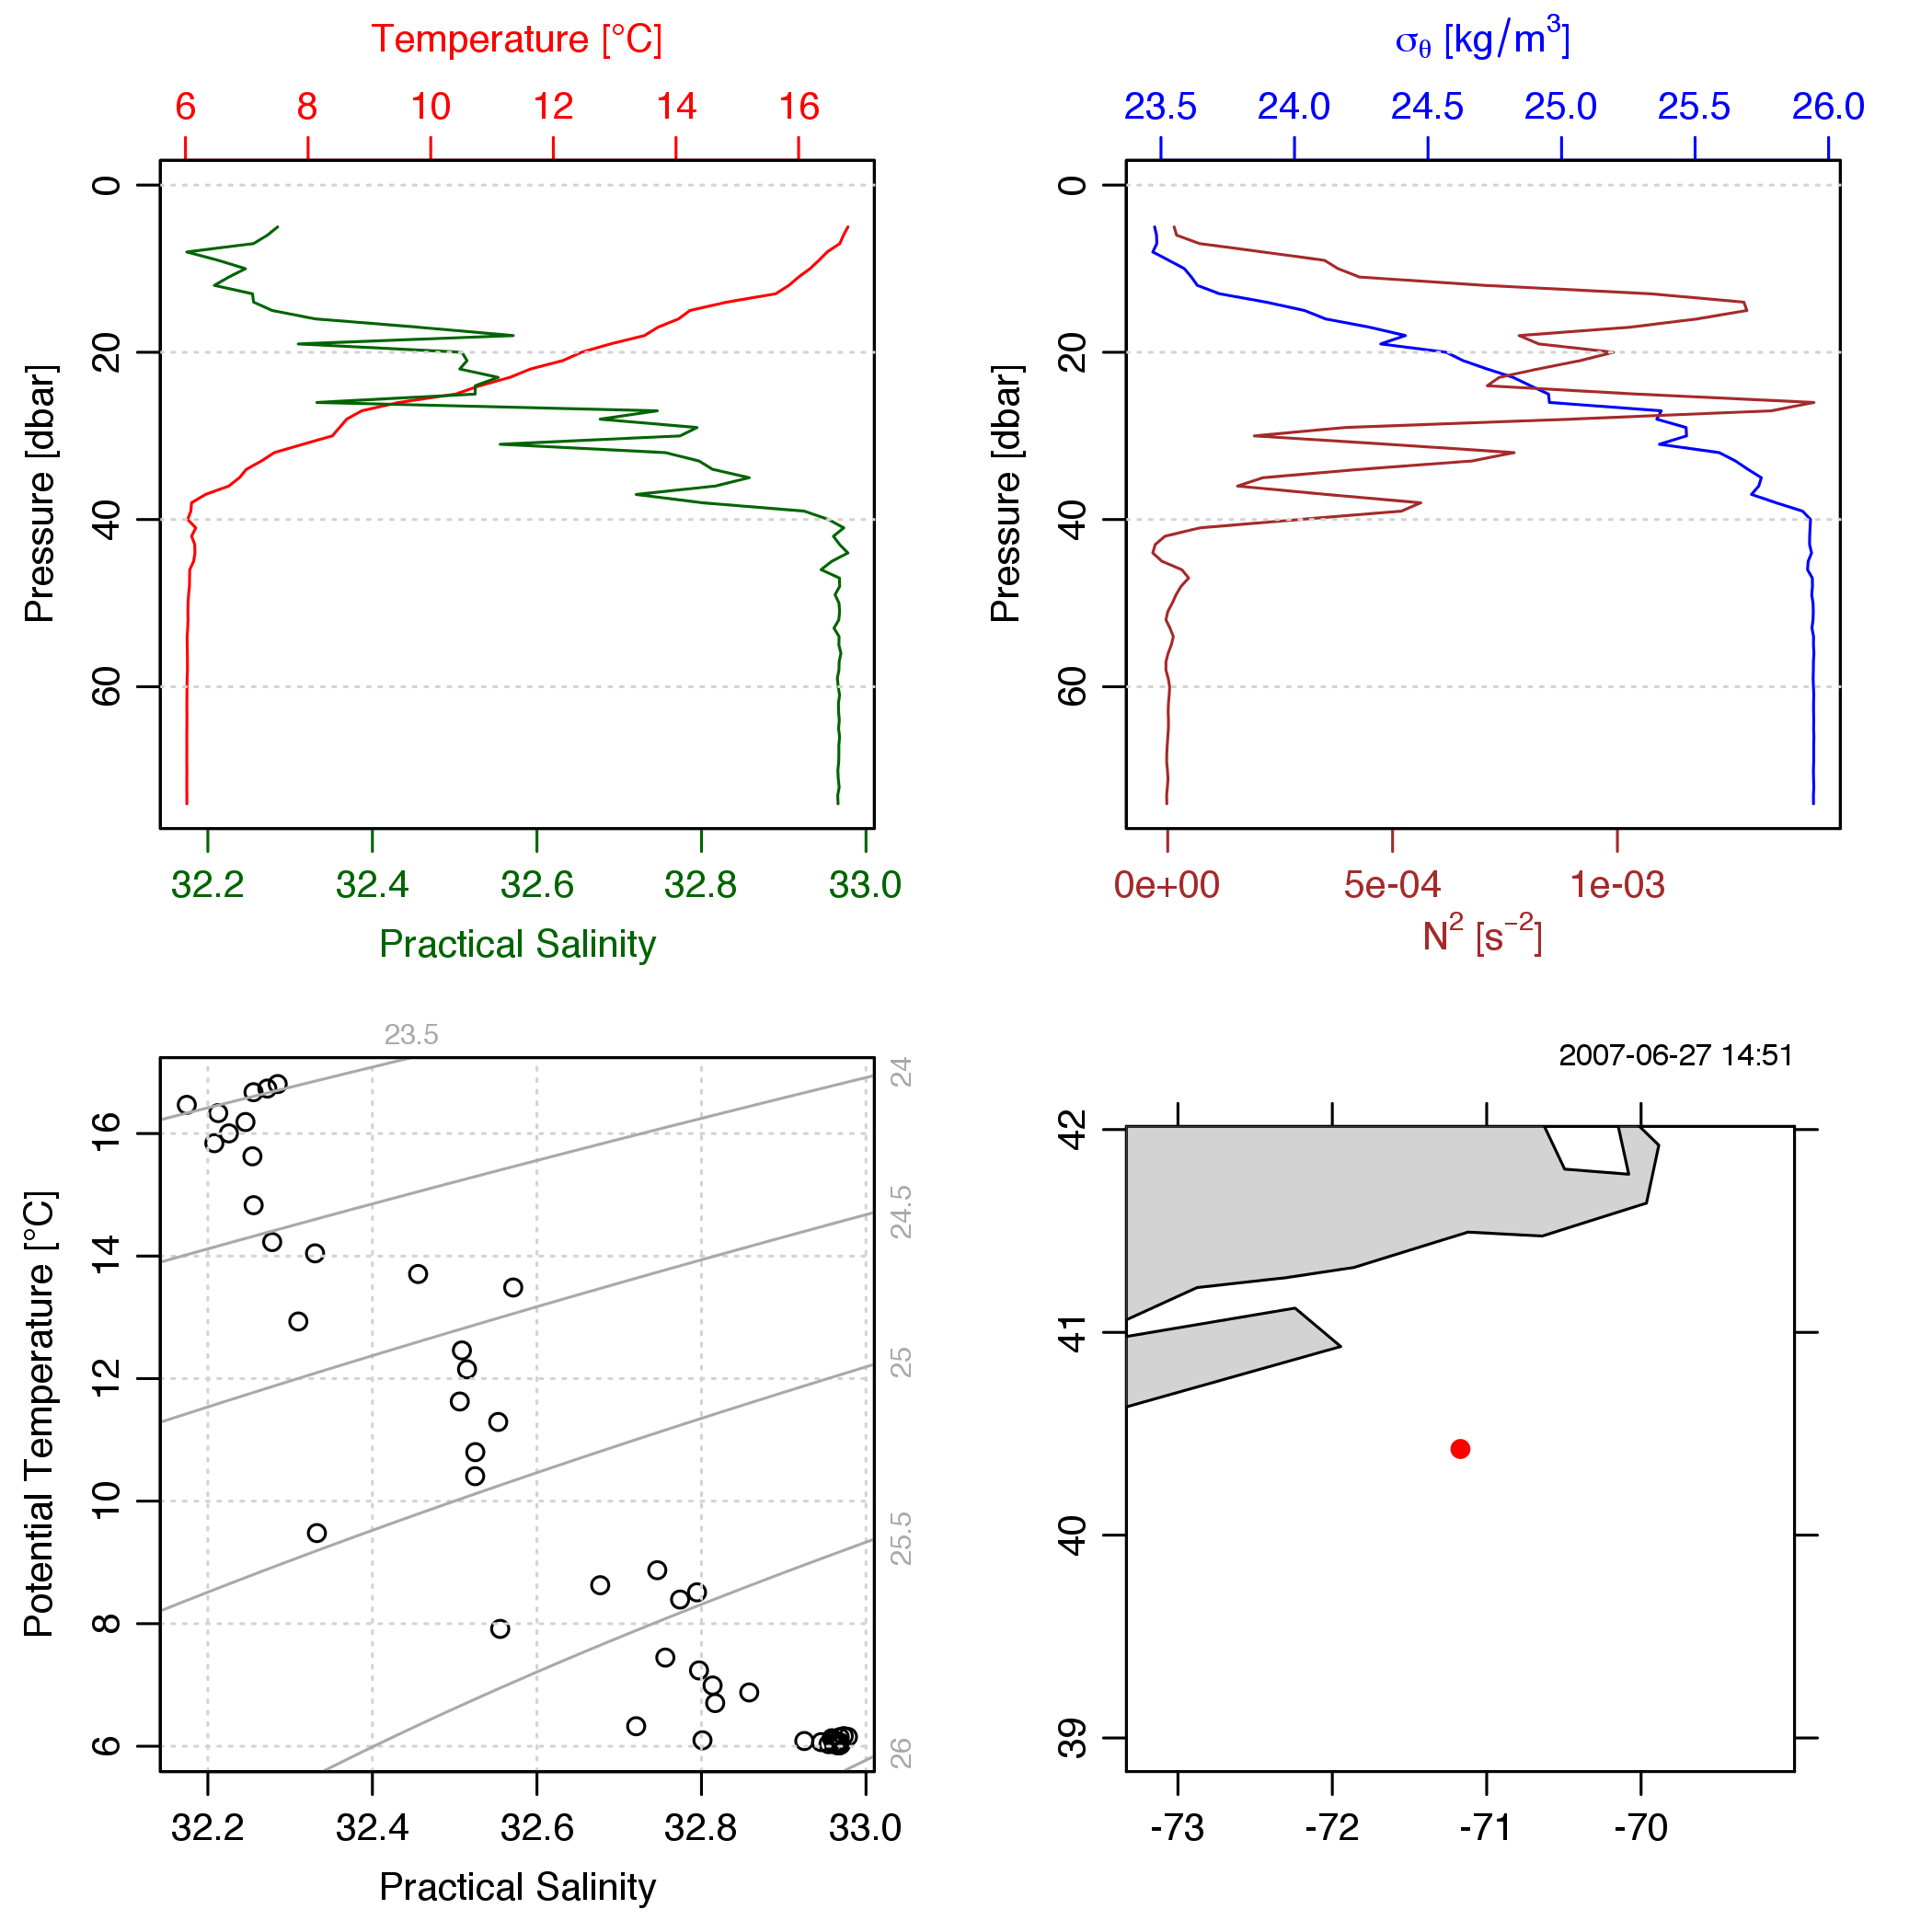 Temperature [°C]
6 8 10 12 14 16
Pressure [dbar]
0 20 40 60
32.2 32.4 32.6 32.8 33.0
Practical Salinity
σθ [kg/m³]
23.5 24.0 24.5 25.0 25.5 26.0
Pressure [dbar]
0 20 40 60
0e+00 5e-04 1e-03
N² [s⁻²]
23.5
24
24.5
25
25.5
26
Potential Temperature [°C]
6 8 10 12 14 16
32.2 32.4 32.6 32.8 33.0
Practical Salinity
2007-06-27 14:51
39 40 41 42
-73 -72 -71 -70